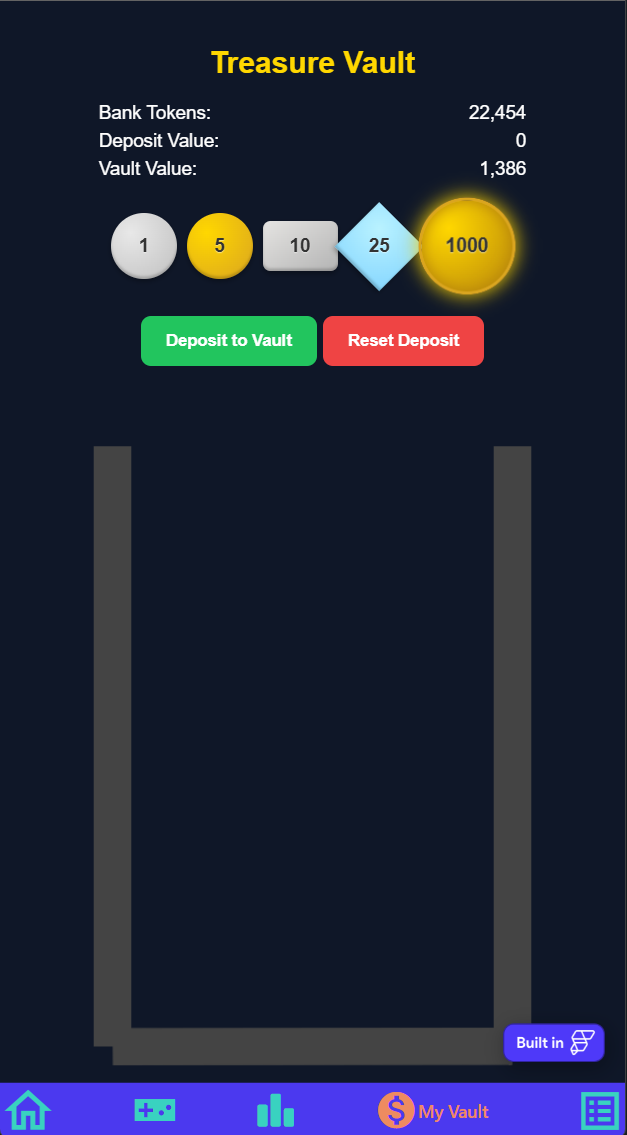 Treasure Vault
Bank Tokens: 22,454
Deposit Value: 0
Vault Value: 1,386
1 5 10 25 1000
Deposit to Vault Reset Deposit
Built in
My Vault